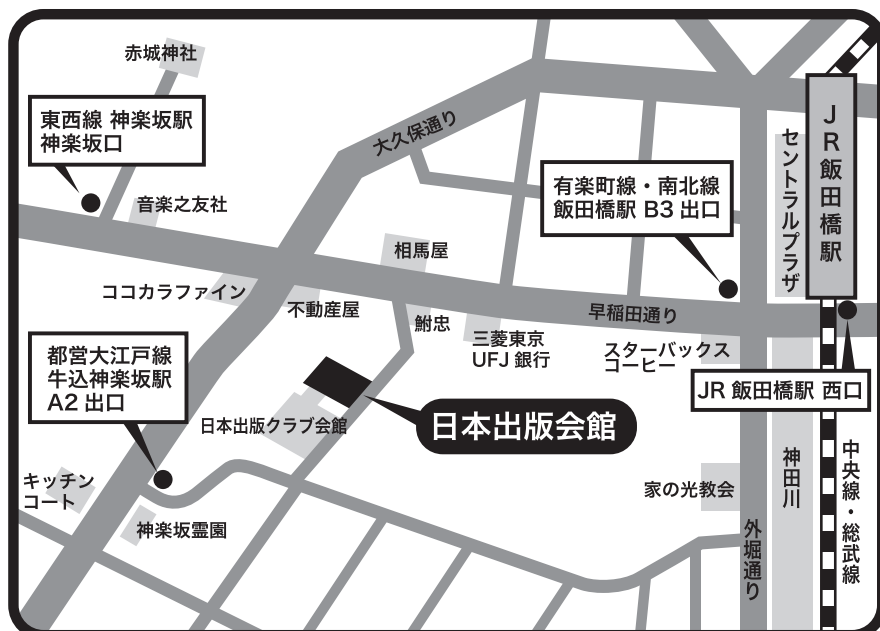 赤城神社
東西線 神楽坂駅
神楽坂口
音楽之友社
大久保通り
有楽町線・南北線
飯田橋駅 B3 出口
セントラルプラザ
JR飯田橋駅
相馬屋
ココカラファイン
不動産屋
鮒忠
三菱東京
UFJ 銀行
早稲田通り
スターバックス
コーヒー
都営大江戸線
牛込神楽坂駅
A2 出口
JR 飯田橋駅 西口
日本出版クラブ会館
日本出版会館
キッチン
コート
神楽坂霊園
家の光教会
神田川
中央線・総武線
外堀通り